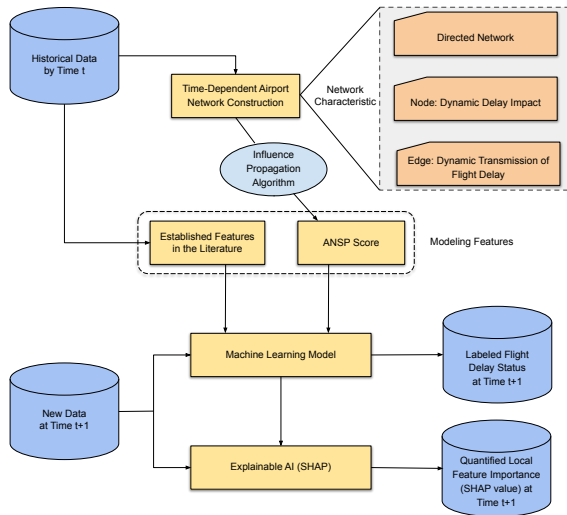 Historical Data
by Time t
Time-Dependent Airport
Network Construction
Network
Characteristic
Directed Network
Node: Dynamic Delay Impact
Edge: Dynamic Transmission of
Flight Delay
Influence
Propagation
Algorithm
Established Features
in the Literature
ANSP Score
Modeling Features
Machine Learning Model
Labeled Flight
Delay Status
at Time t+1
New Data
at Time t+1
Explainable AI (SHAP)
Quantified Local
Feature Importance
(SHAP value) at
Time t+1